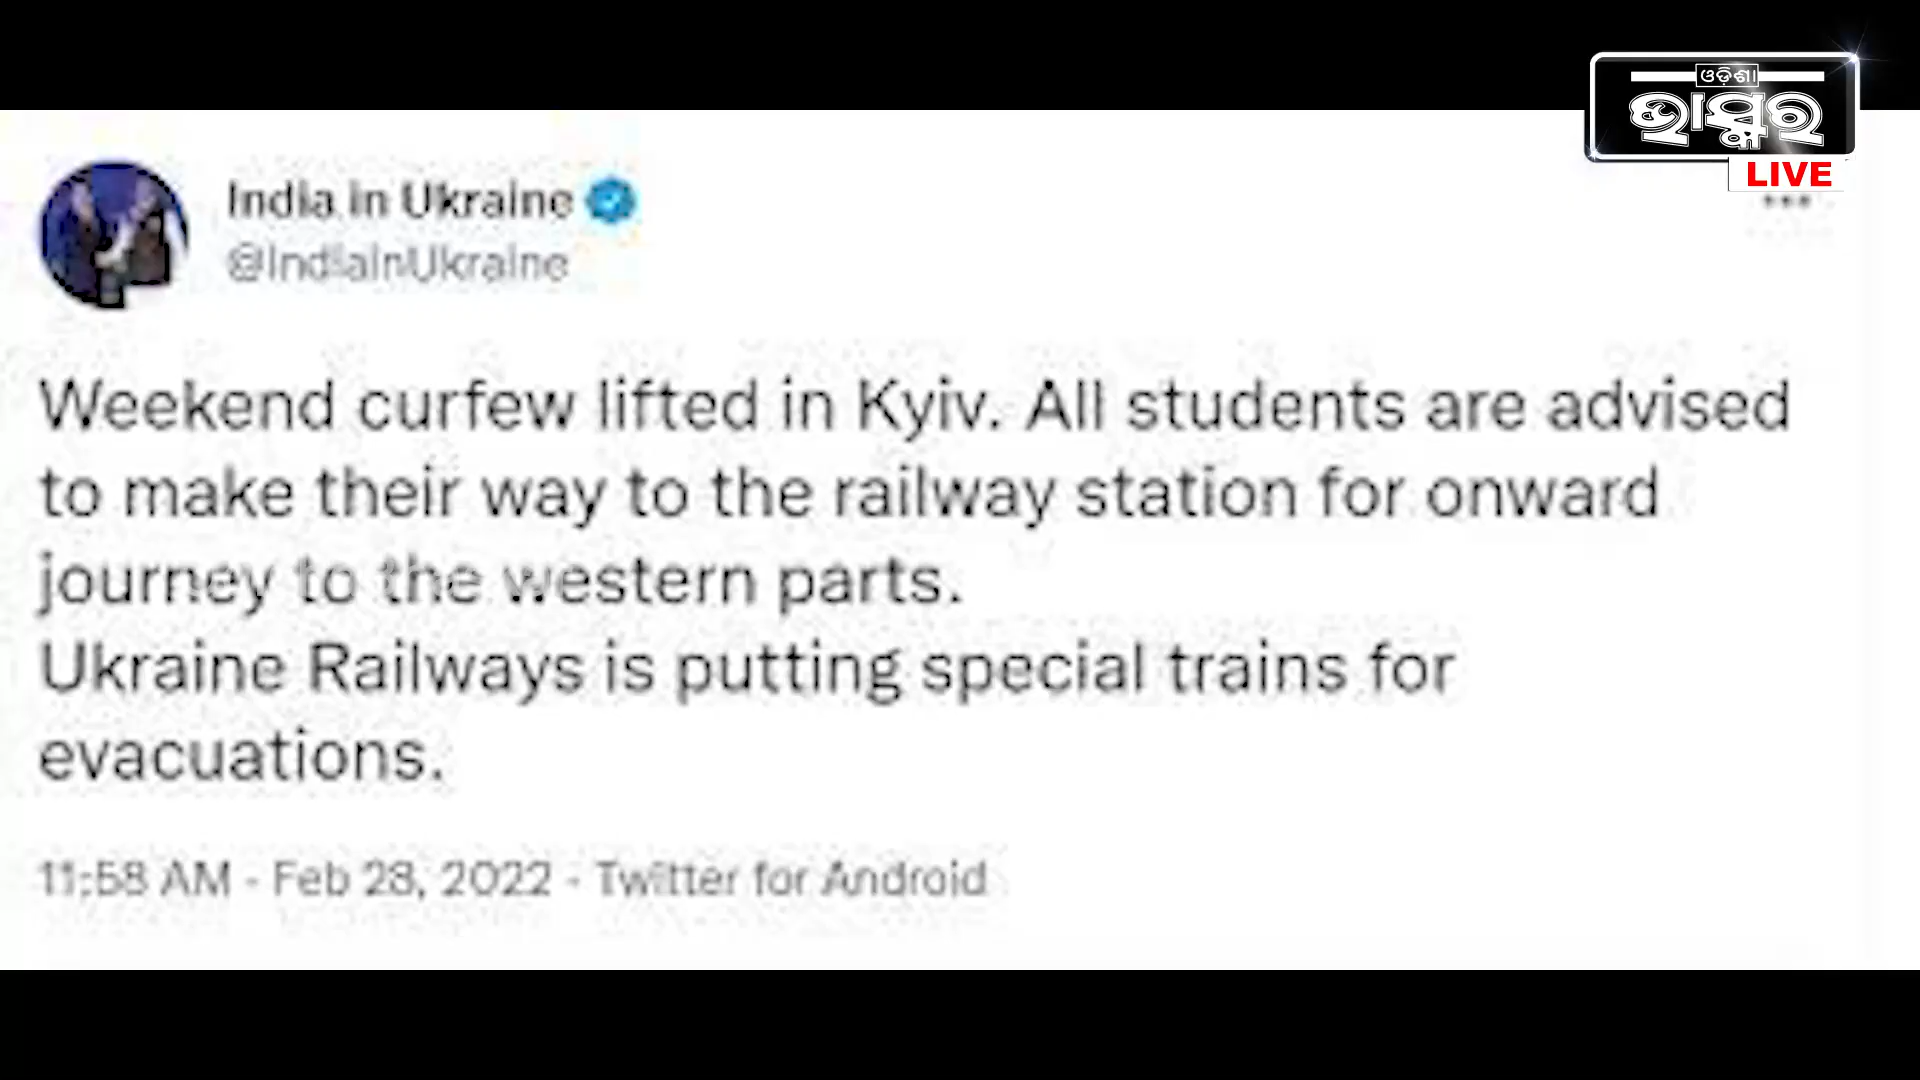 ଓଡ଼ିଶା
ଭାସ୍କର
LIVE
India in Ukraine
@IndiainUkraine
Weekend curfew lifted in Kyiv. All students are advised
to make their way to the railway station for onward
journey to the western parts.
Ukraine Railways is putting special trains for
evacuations.
11:58 AM - Feb 28, 2022 - Twitter for Android